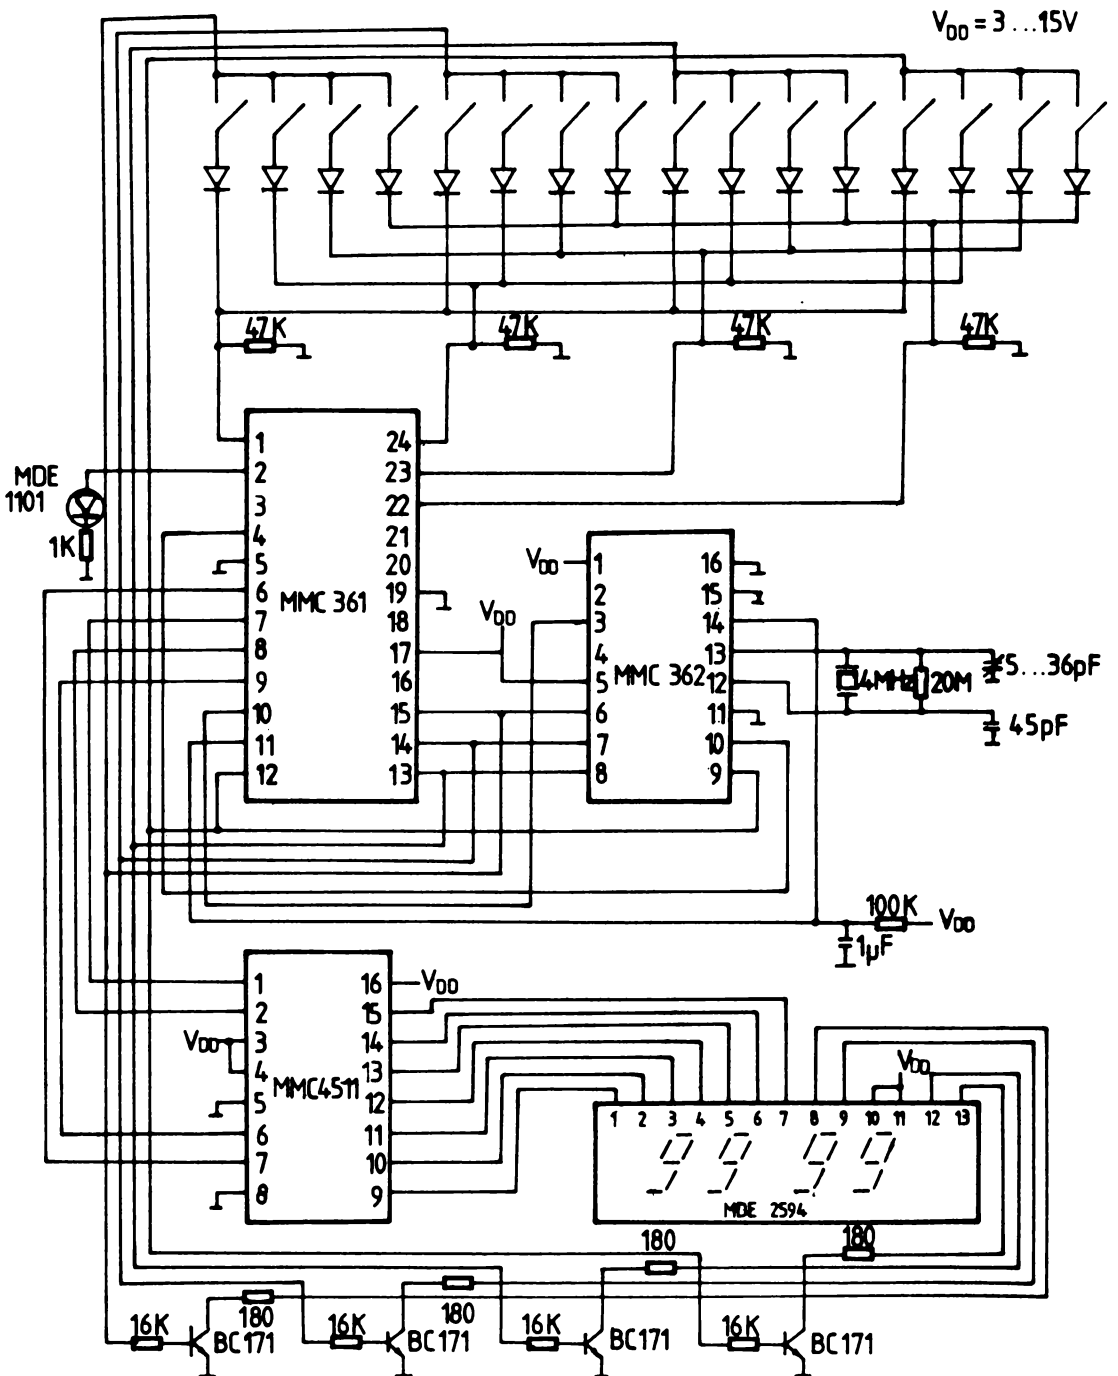 V_DD = 3 ...15V
47K 47K 47K 47K
MDE
1101
1K
MMC 361
1
2
3
4
5
6
7
8
9
10
11
12
24
23
22
21
20
19
18
17
16
15
14
13
V_DD
V_DD
MMC 362
1
2
3
4
5
6
7
8
16
15
14
13
12
11
10
9
4MHz
20M
5...36pF
45pF
100K
V_DD
1µF
MMC4511
1
2
3
4
5
6
7
8
16
15
14
13
12
11
10
9
V_DD
V_DD
V_DD
1 2 3 4 5 6 7 8 9 10 11 12 13
MDE 2594
180
180
180
180
16K
BC171
16K
BC171
16K
BC171
16K
BC171